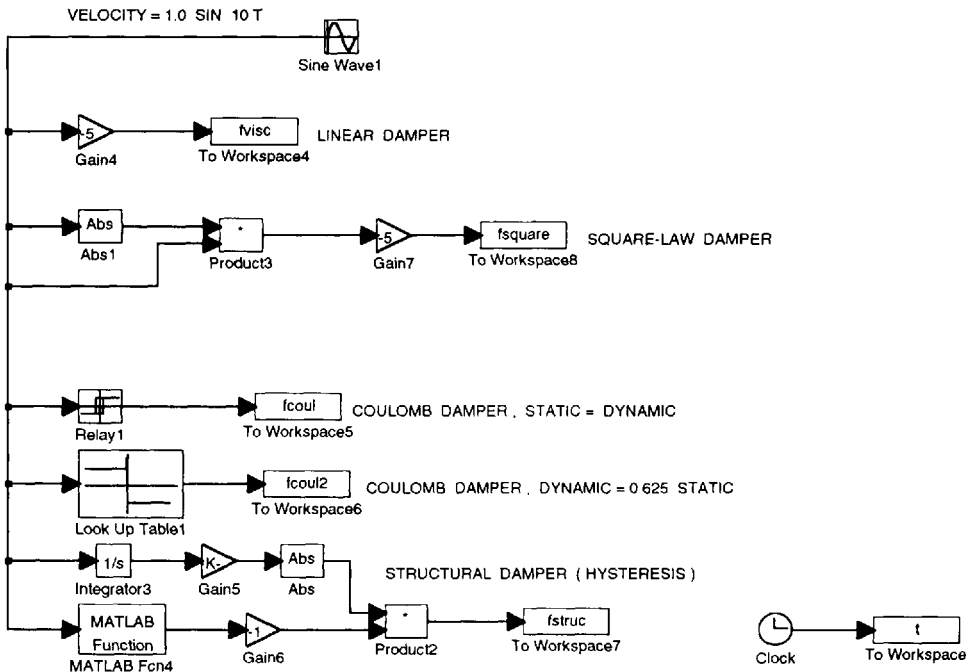 VELOCITY = 1.0 SIN 10 T
Sine Wave1
-5
Gain4
fvisc
To Workspace4
LINEAR DAMPER
Abs
Abs1
*
Product3
-5
Gain7
fsquare
To Workspace8
SQUARE-LAW DAMPER
Relay1
fcoul
To Workspace5
COULOMB DAMPER , STATIC = DYNAMIC
Look Up Table1
fcoul2
To Workspace6
COULOMB DAMPER , DYNAMIC = 0 625 STATIC
1/s
Integrator3
K-
Gain5
Abs
Abs
STRUCTURAL DAMPER ( HYSTERESIS )
MATLAB
Function
MATLAB Fcn4
-1
Gain6
*
Product2
fstruc
To Workspace7
Clock
t
To Workspace